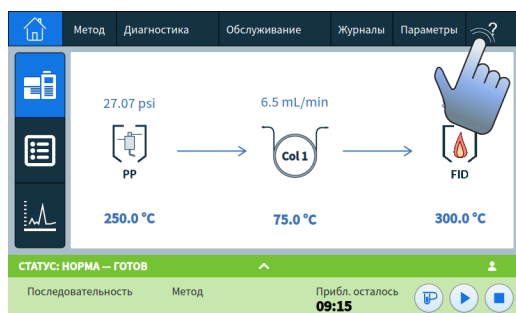 Метод Диагностика Обслуживание Журналы Параметры ?
27.07 psi 6.5 mL/min
PP Col 1 FID
250.0 °C 75.0 °C 300.0 °C
СТАТУС: НОРМА — ГОТОВ
Последовательность Метод Прибл. осталось
09:15